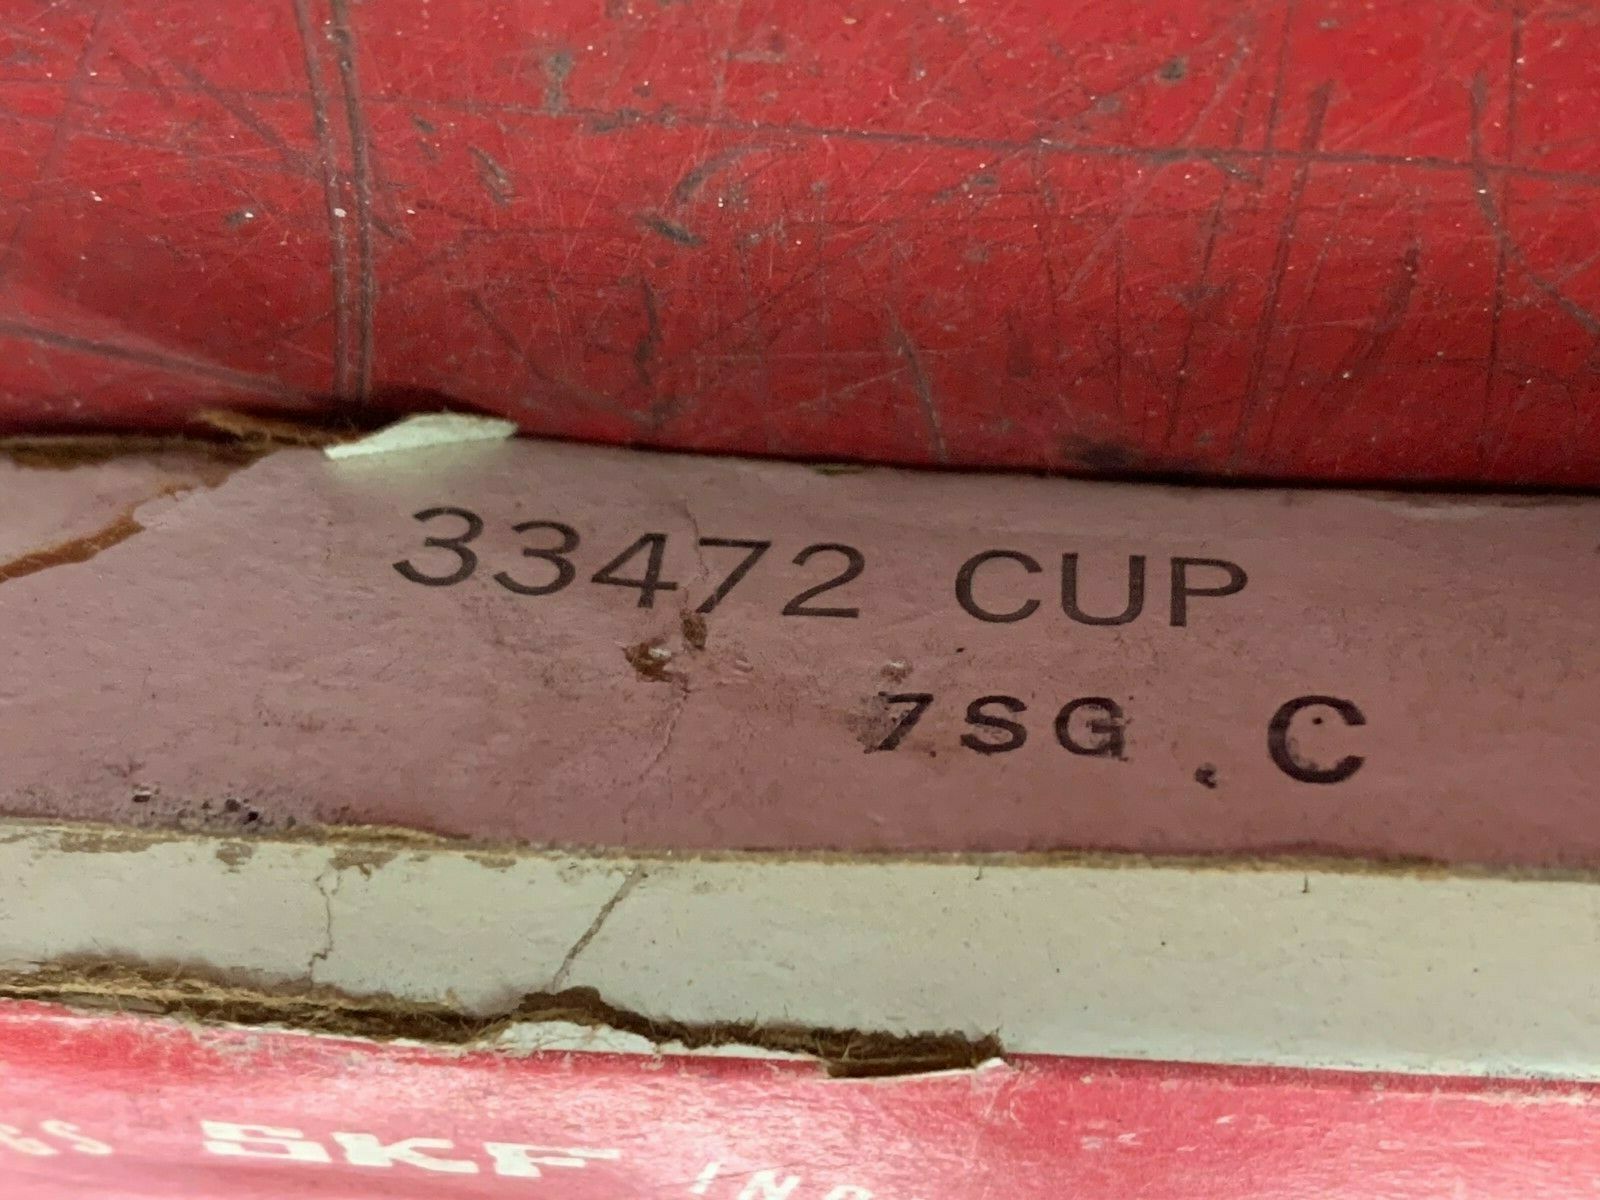 33472 CUP
7SG . C
SKF